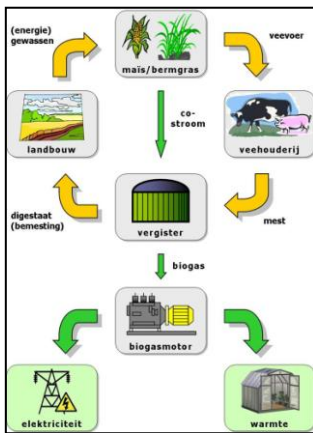 (energie)
gewassen
veevoer
maïs/bermgras
co-
stroom
landbouw
veehouderij
digestaat
(bemesting)
vergister
mest
biogas
biogasmotor
elektriciteit
warmte